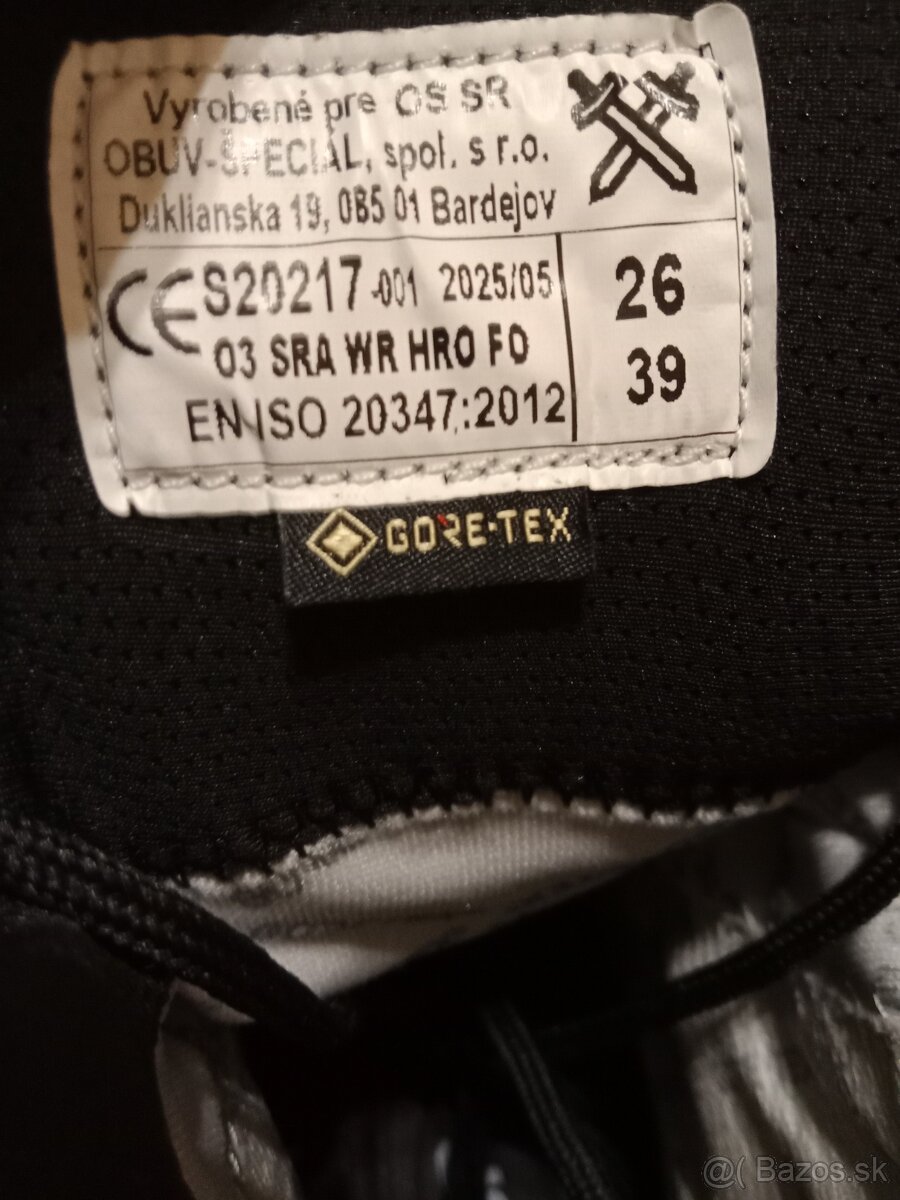 Vyrobené pre OS SR
OBUV-ŠPECIÁL, spol. s r.o.
Duklianska 19, 085 01 Bardejov
CE S20217 -001 2025/05
03 SRA WR HRO FO
EN ISO 20347:2012
26
39
GORE-TEX
@( Bazos.sk